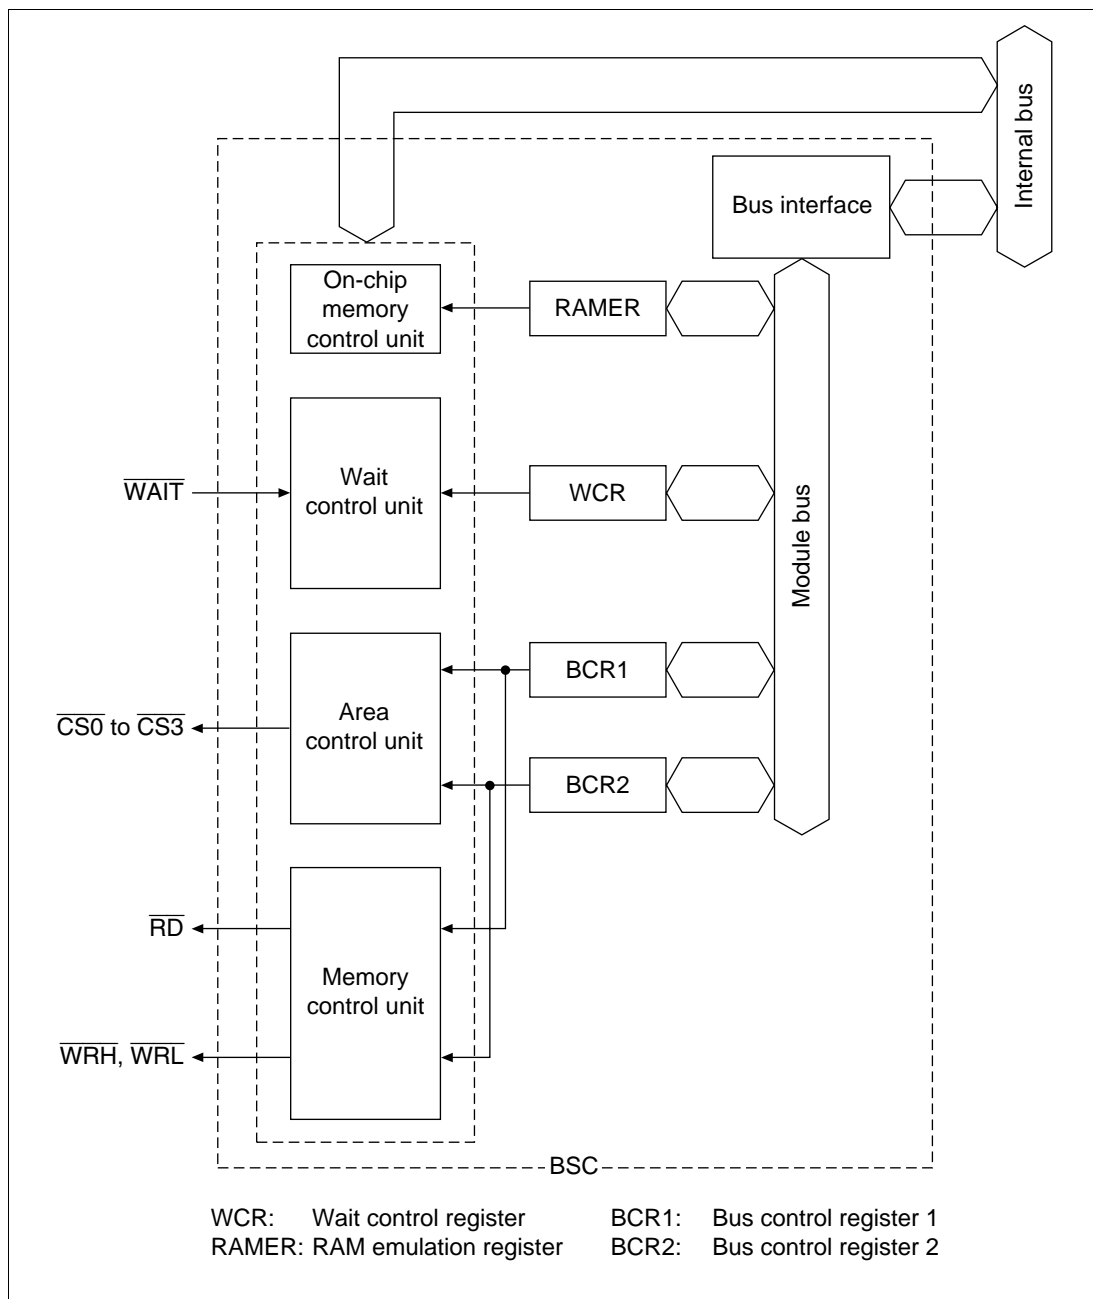 Internal bus
Bus interface
On-chip
memory
control unit
RAMER
Wait
control unit
WAIT
WCR
Module bus
Area
control unit
BCR1
CS0 to CS3
BCR2
RD
Memory
control unit
WRH, WRL
BSC
WCR: Wait control register
BCR1: Bus control register 1
RAMER: RAM emulation register
BCR2: Bus control register 2